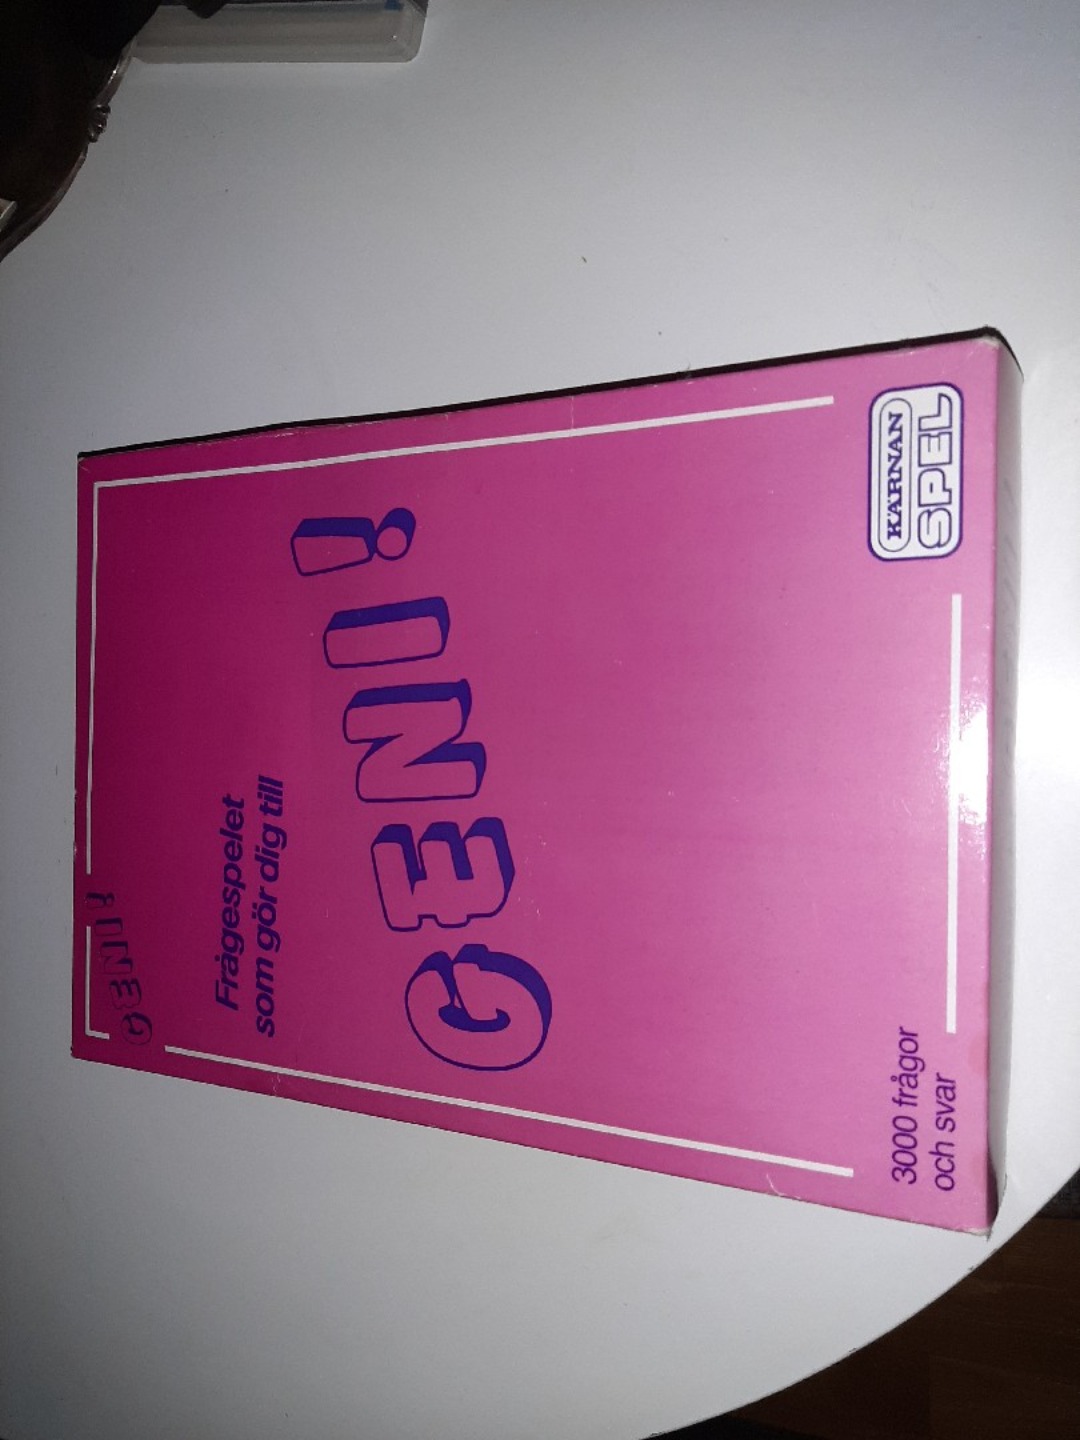 GENI!
Frågespelet
som gör dig till
GENI!
3000 frågor
och svar
KÄRNAN
SPEL